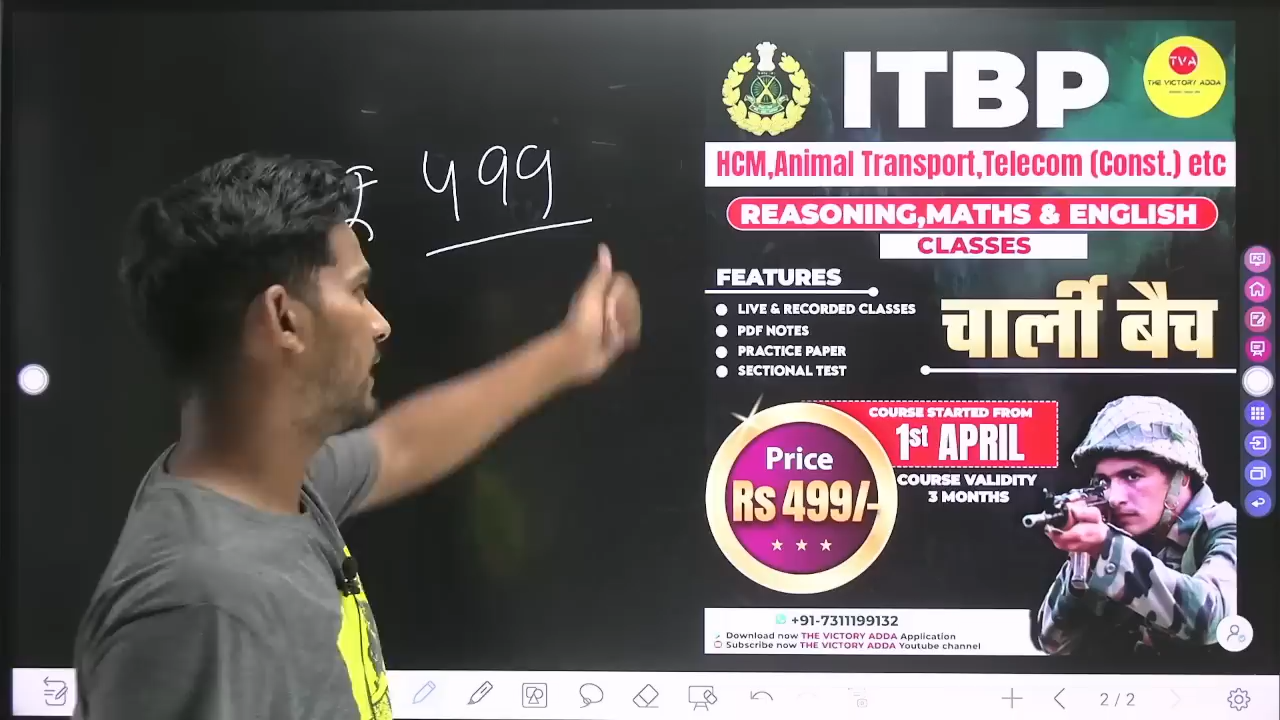 ₹ 499
ITBP
TVA
THE VICTORY ADDA
HCM,Animal Transport,Telecom (Const.) etc
REASONING,MATHS & ENGLISH
CLASSES
FEATURES
LIVE & RECORDED CLASSES
PDF NOTES
PRACTICE PAPER
SECTIONAL TEST
चार्ली बैच
COURSE STARTED FROM
1st APRIL
Price
Rs 499/-
COURSE VALIDITY
3 MONTHS
+91-7311199132
Download now THE VICTORY ADDA Application
Subscribe now THE VICTORY ADDA Youtube channel
2/2